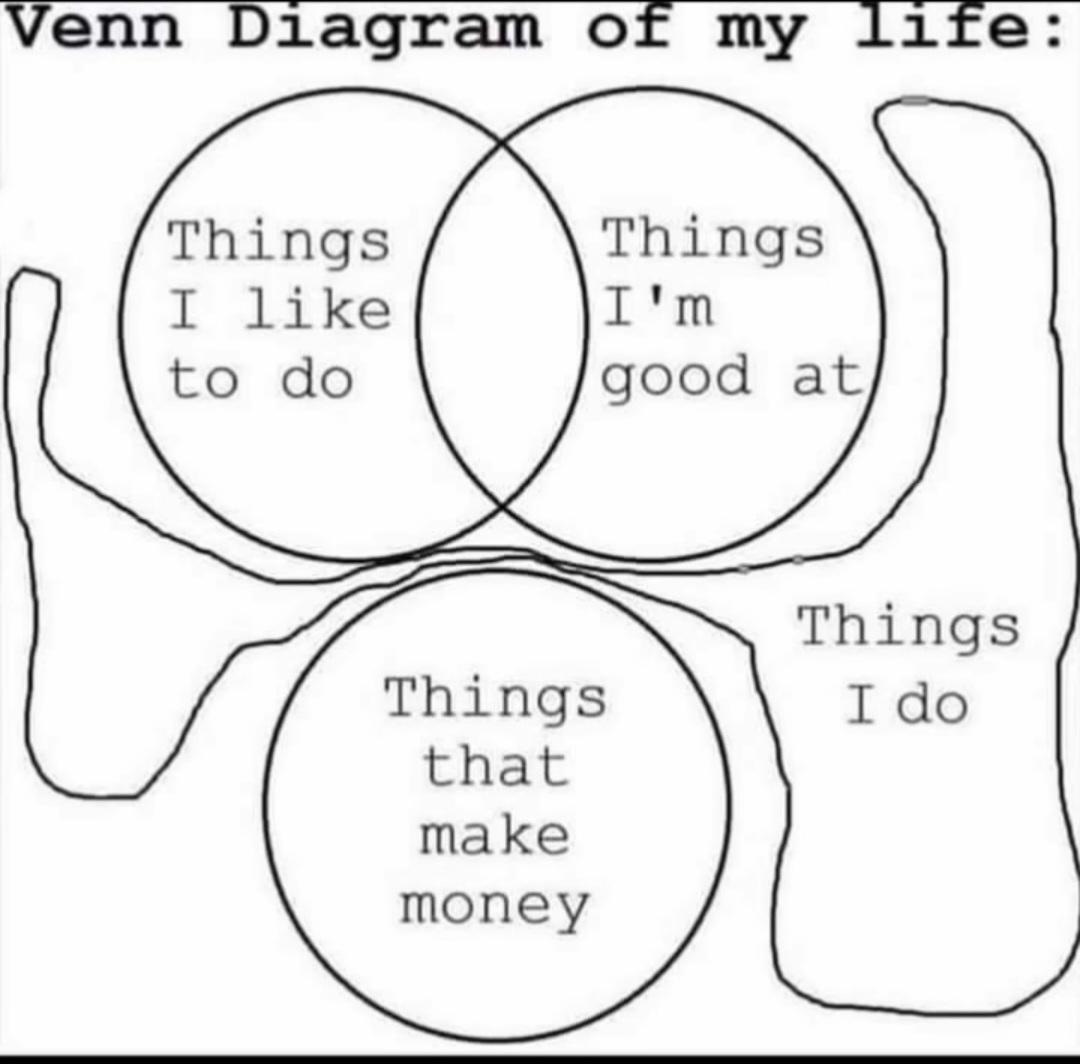 Venn Diagram of my life:
Things
I like
to do
Things
I'm
good at
Things
I do
Things
that
make
money